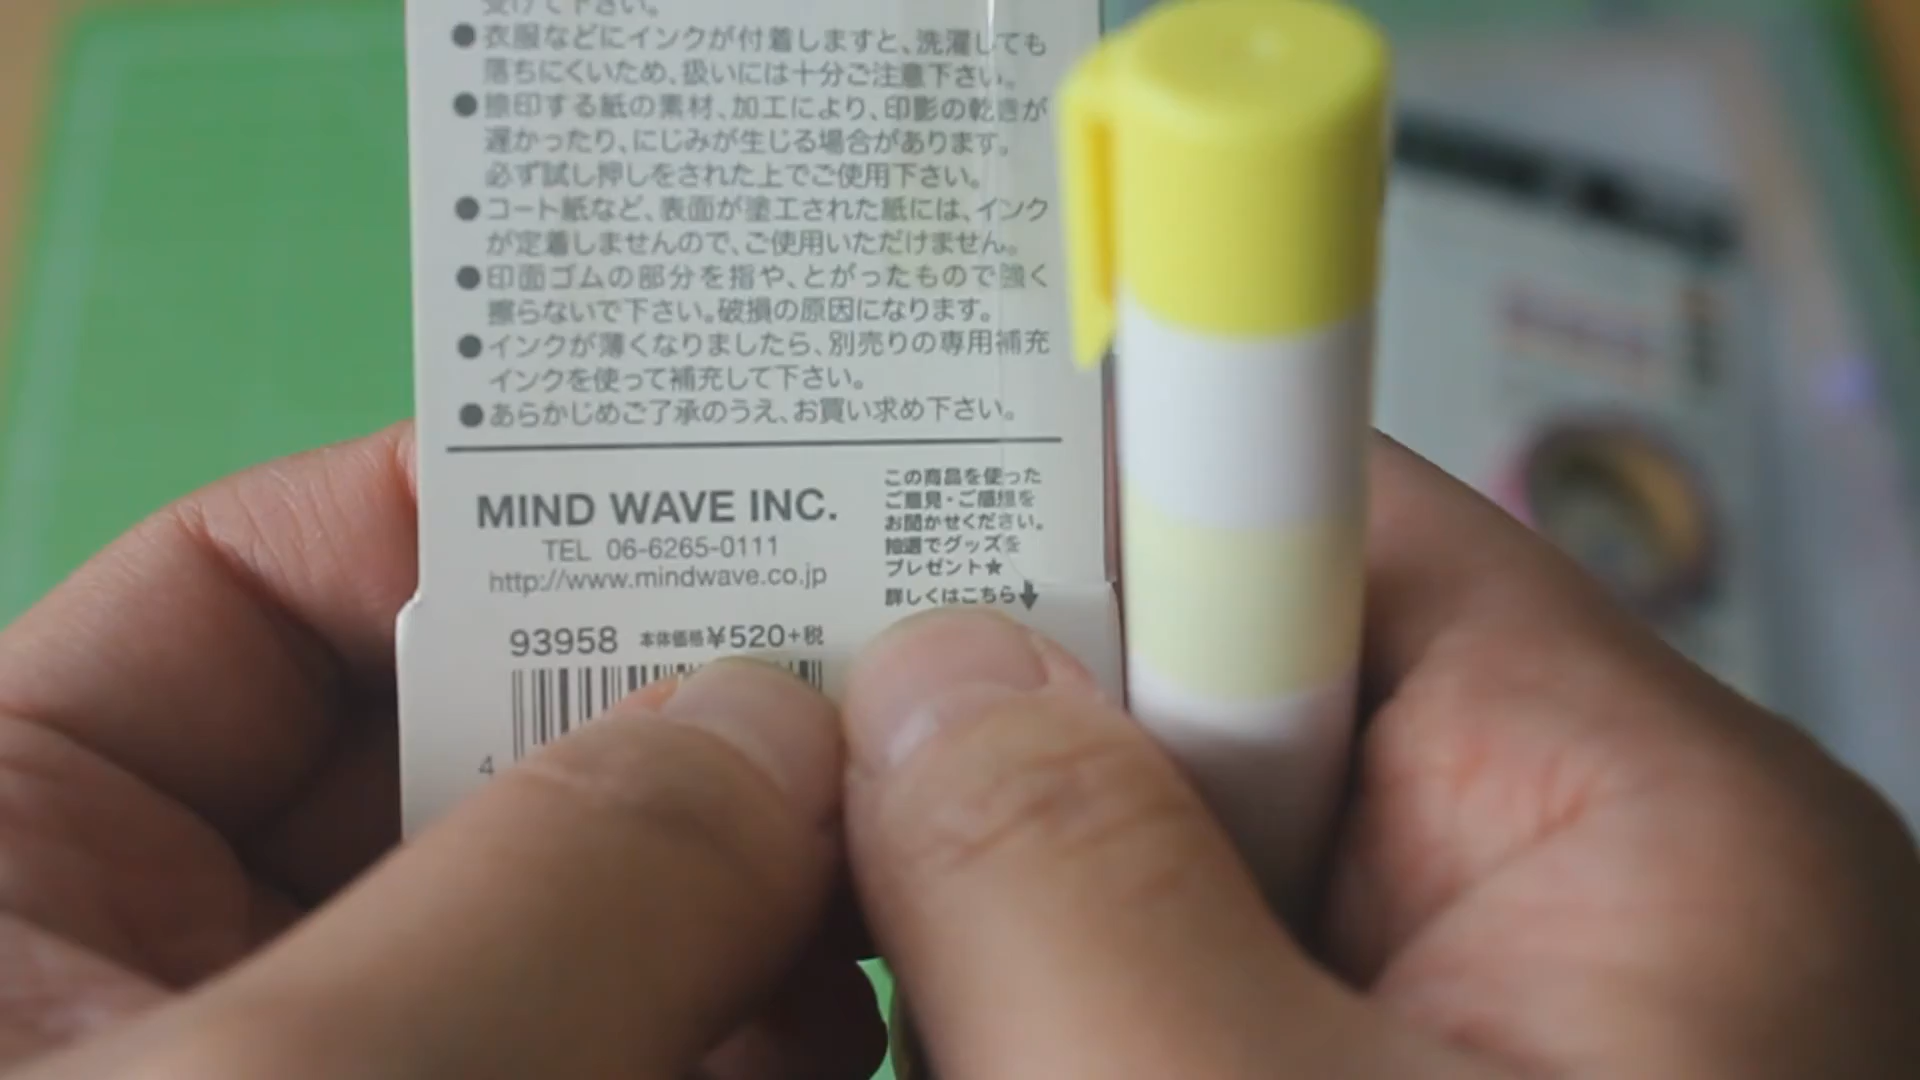 受けて下さい。
●衣服などにインクが付着しますと、洗濯しても
落ちにくいため、扱いには十分ご注意下さい。
●捺印する紙の素材、加工により、印影の乾きが
遅かったり、にじみが生じる場合があります。
必ず試し押しをされた上でご使用下さい。
●コート紙など、表面が塗工された紙には、インク
が定着しませんので、ご使用いただけません。
●印面ゴムの部分を指や、とがったもので強く
擦らないで下さい。破損の原因になります。
●インクが薄くなりましたら、別売りの専用補充
インクを使って補充して下さい。
●あらかじめご了承のうえ、お買い求め下さい。
MIND WAVE INC.
TEL 06-6265-0111
http://www.mindwave.co.jp
93958 本体価格¥520+税
4
この商品を使った
ご意見・ご感想を
お聞かせください。
抽選でグッズを
プレゼント★
詳しくはこちら↓